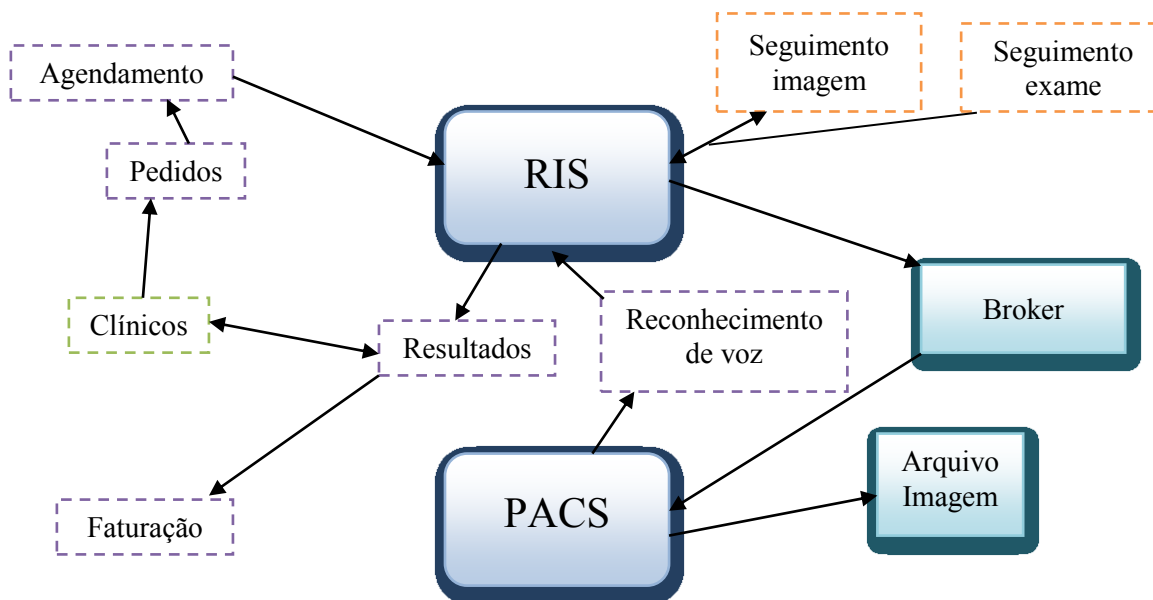 Agendamento
Seguimento
imagem
Seguimento
exame
Pedidos
RIS
Clínicos
Resultados
Reconhecimento
de voz
Broker
Faturação
PACS
Arquivo
Imagem